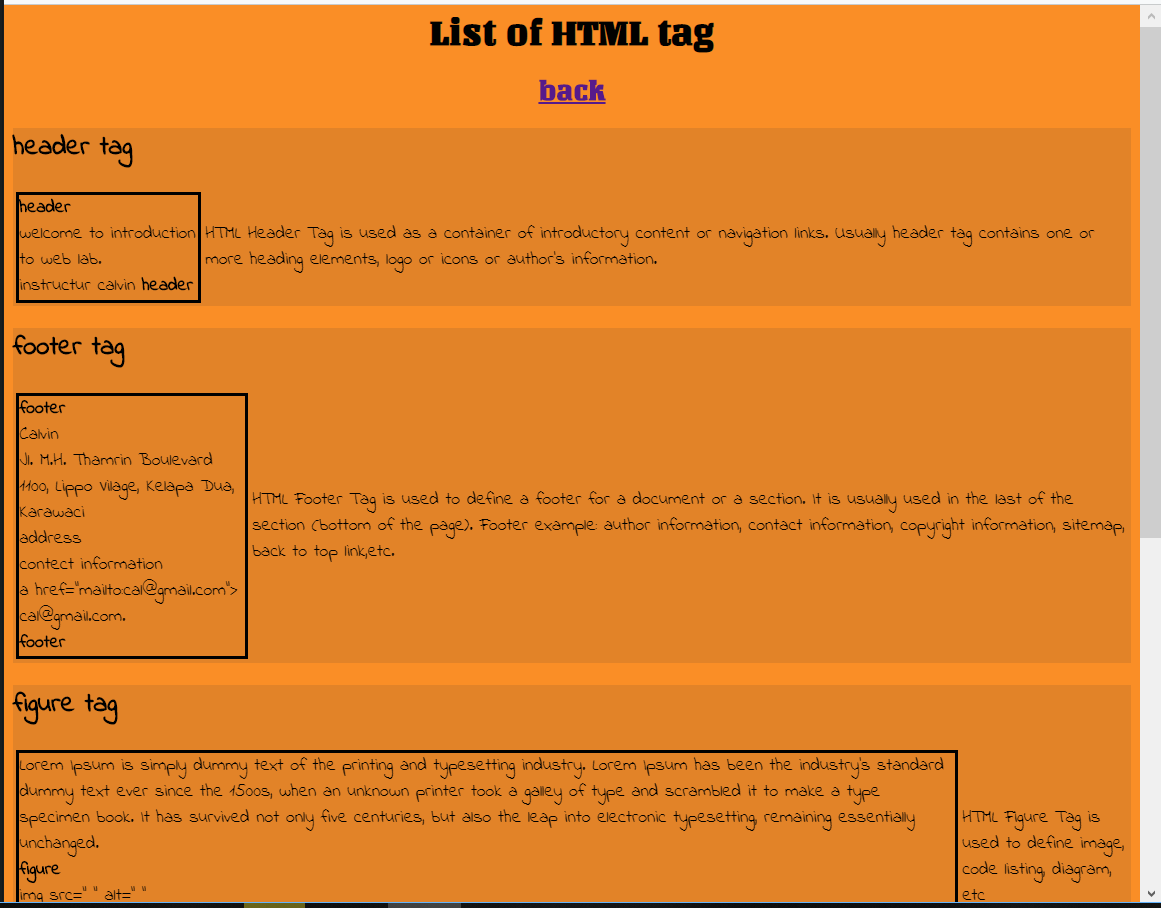 List of HTML tag
back
header tag
header
welcome to introduction
to web lab.
instructur calvin header
HTML Header Tag is used as a container of introductory content or navigation links. Usually header tag contains one or
more heading elements, logo or icons or author's information.
footer tag
footer
Calvin
Jl. M.H. Thamrin Boulevard
1100, Lippo Village, Kelapa Dua,
Karawaci
address
contect information
a href="mailto:cal@gmail.com">
cal@gmail.com.
footer
HTML Footer Tag is used to define a footer for a document or a section. It is usually used in the last of the
section (bottom of the page). Footer example: author information, contact information, copyright information, sitemap,
back to top link,etc.
figure tag
Lorem Ipsum is simply dummy text of the printing and typesetting industry. Lorem Ipsum has been the industry's standard
dummy text ever since the 1500s, when an unknown printer took a galley of type and scrambled it to make a type
specimen book. It has survived not only five centuries, but also the leap into electronic typesetting, remaining essentially
unchanged.
figure
img src=" " alt=" "
HTML Figure Tag is
used to define image,
code listing, diagram,
etc